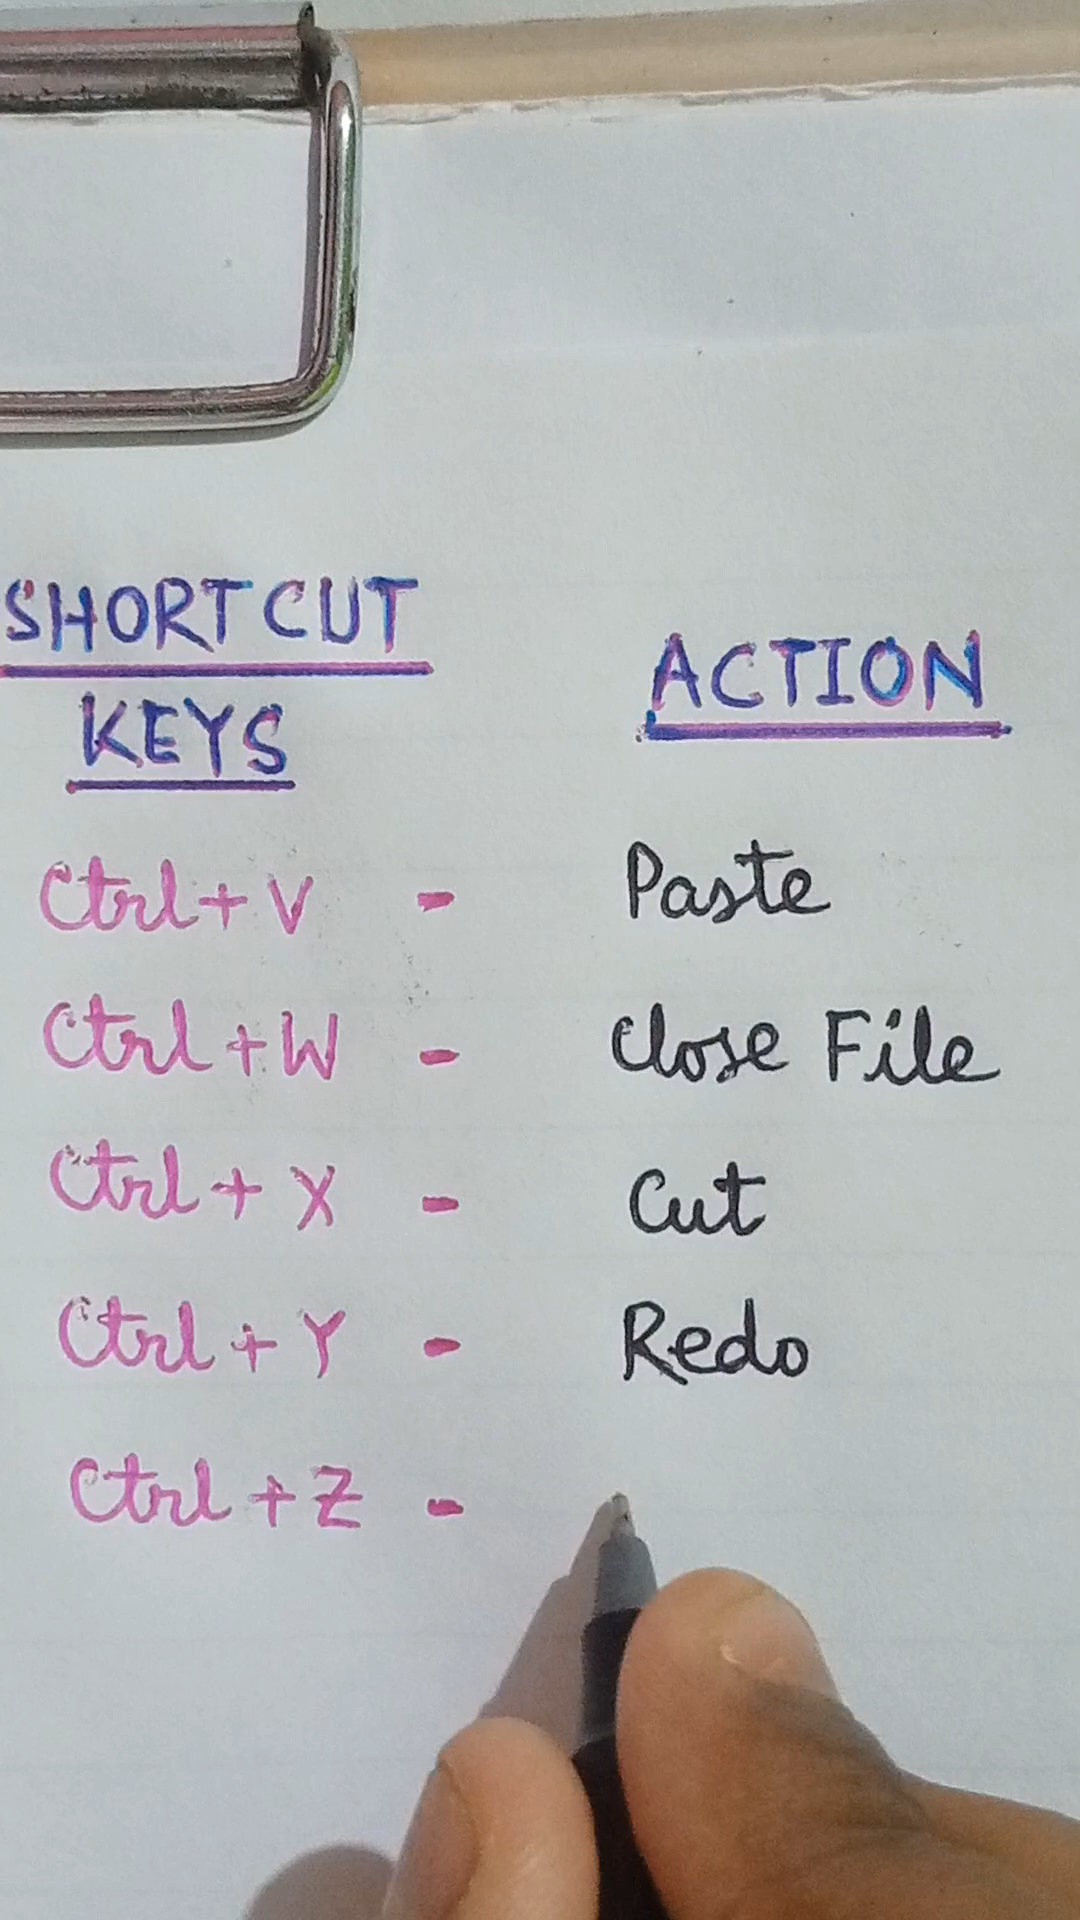 SHORTCUT
KEYS
ACTION
Ctrl+V - Paste
Ctrl+W - Close File
Ctrl+X - Cut
Ctrl+Y - Redo
Ctrl+Z -